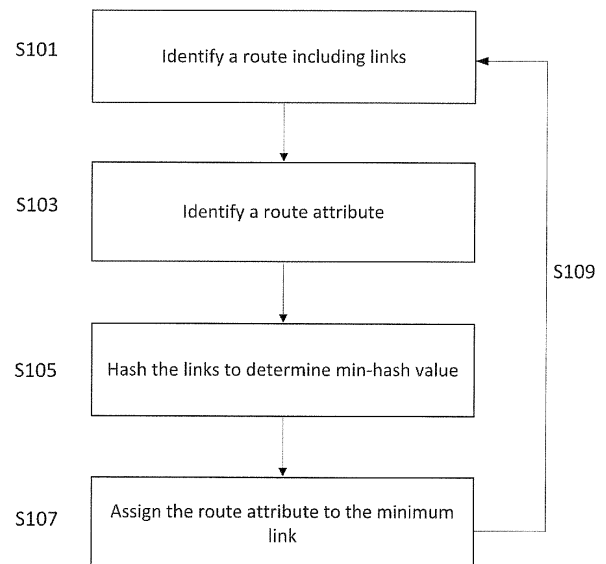 S101
Identify a route including links
S103
Identify a route attribute
S109
S105
Hash the links to determine min-hash value
S107
Assign the route attribute to the minimum
link